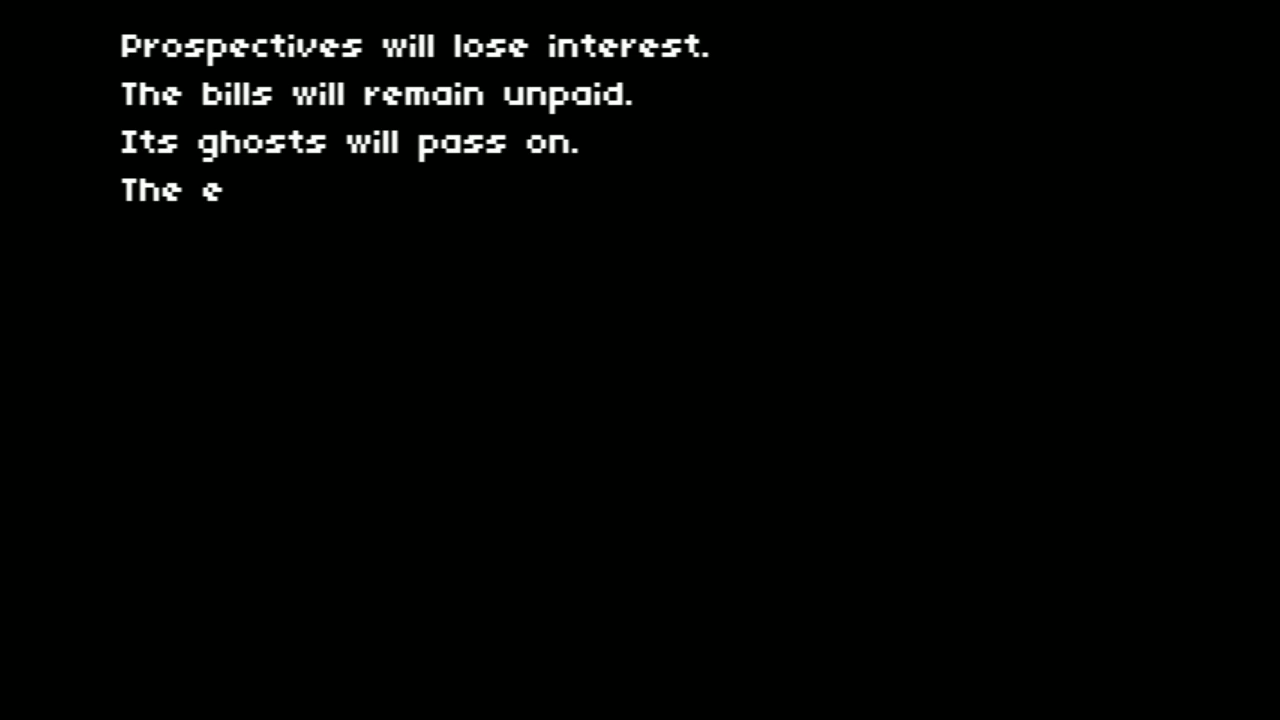 Prospectives will lose interest.
The bills will remain unpaid.
Its ghosts will pass on.
The e